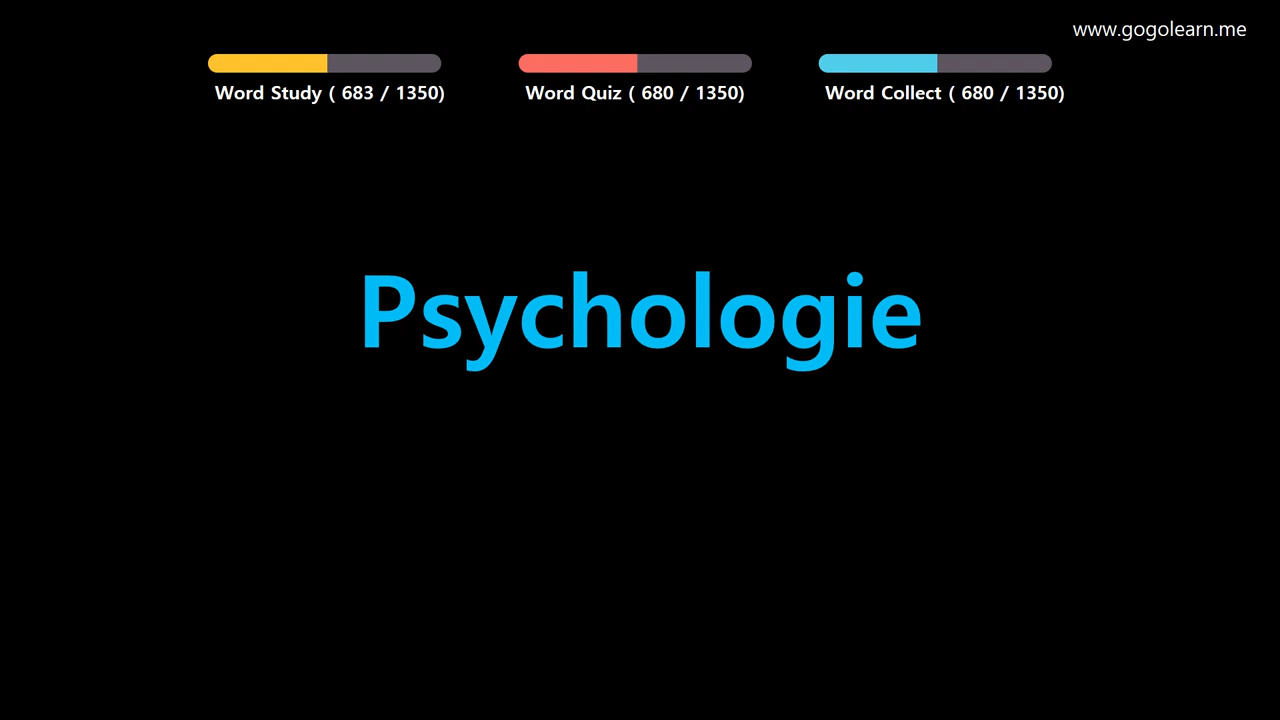 www.gogolearn.me
Word Study ( 683 / 1350)
Word Quiz ( 680 / 1350)
Word Collect ( 680 / 1350)
Psychologie